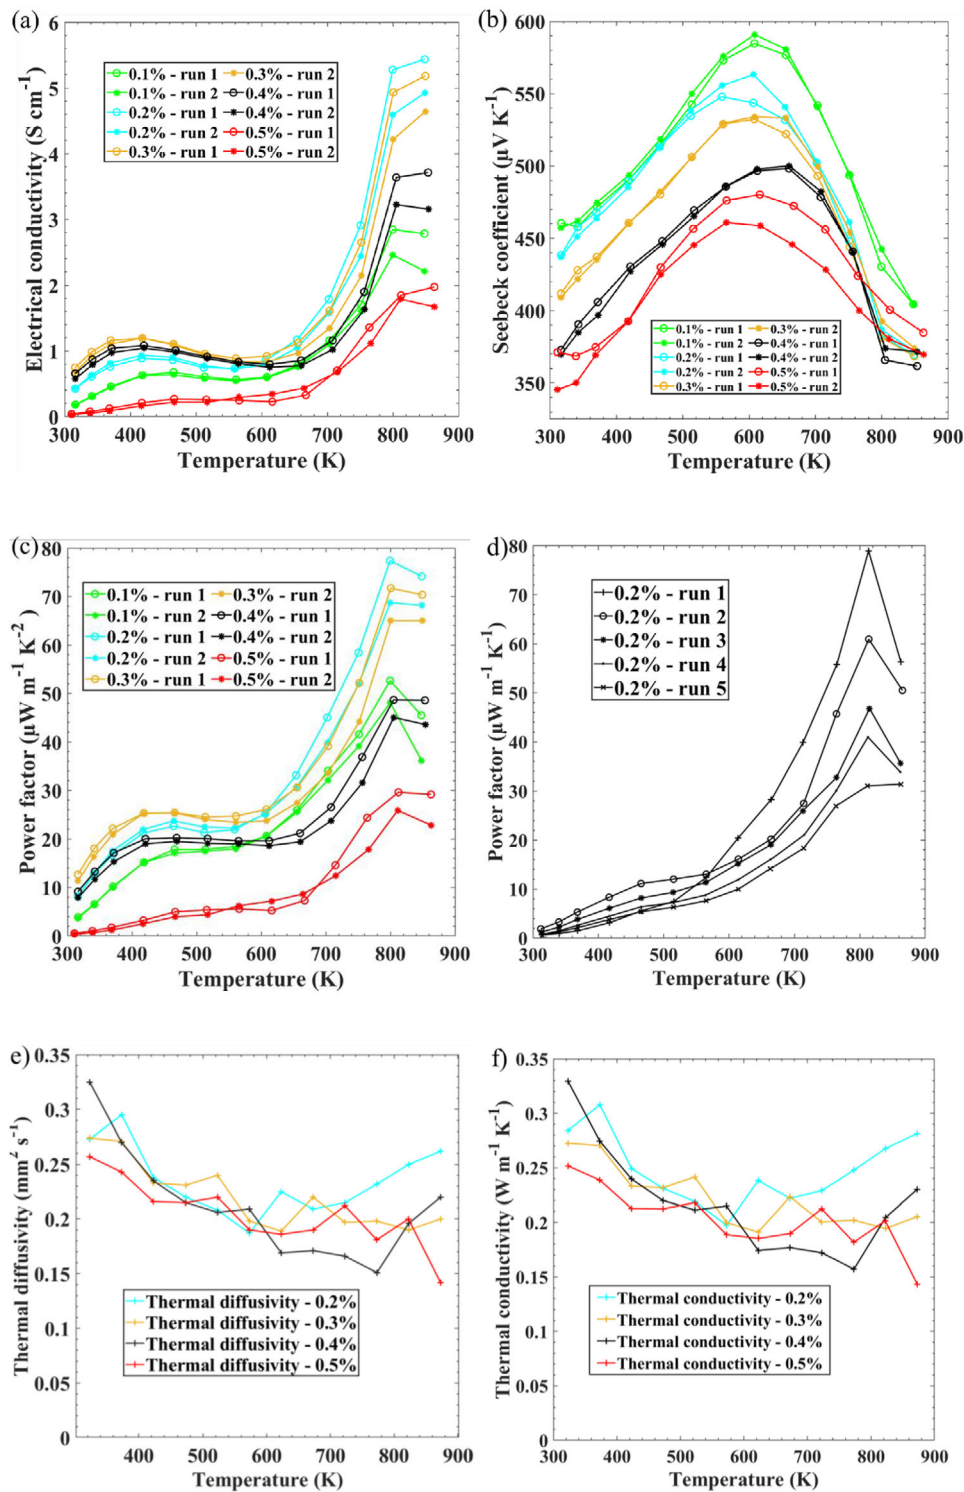 (a)
Electrical conductivity (S cm⁻¹)
6
5
4
3
2
1
0
0.1% - run 1
0.1% - run 2
0.2% - run 1
0.2% - run 2
0.3% - run 1
0.3% - run 2
0.4% - run 1
0.4% - run 2
0.5% - run 1
0.5% - run 2
300 400 500 600 700 800 900
Temperature (K)
(b)
Seebeck coefficient (µV K⁻¹)
600
550
500
450
400
350
0.1% - run 1
0.1% - run 2
0.2% - run 1
0.2% - run 2
0.3% - run 1
0.3% - run 2
0.4% - run 1
0.4% - run 2
0.5% - run 1
0.5% - run 2
300 400 500 600 700 800 900
Temperature (K)
c)
Power factor (µW m⁻¹ K⁻²)
80
70
60
50
40
30
20
10
0
0.1% - run 1
0.1% - run 2
0.2% - run 1
0.2% - run 2
0.3% - run 1
0.3% - run 2
0.4% - run 1
0.4% - run 2
0.5% - run 1
0.5% - run 2
300 400 500 600 700 800 900
Temperature (K)
d)
Power factor (µW m⁻¹ K⁻¹)
80
70
60
50
40
30
20
10
0
0.2% - run 1
0.2% - run 2
0.2% - run 3
0.2% - run 4
0.2% - run 5
300 400 500 600 700 800 900
Temperature (K)
e)
Thermal diffusivity (mm² s⁻¹)
0.35
0.3
0.25
0.2
0.15
0.1
0.05
0
Thermal diffusivity - 0.2%
Thermal diffusivity - 0.3%
Thermal diffusivity - 0.4%
Thermal diffusivity - 0.5%
300 400 500 600 700 800 900
Temperature (K)
f)
Thermal conductivity (W m⁻¹ K⁻¹)
0.35
0.3
0.25
0.2
0.15
0.1
0.05
0
Thermal conductivity - 0.2%
Thermal conductivity - 0.3%
Thermal conductivity - 0.4%
Thermal conductivity - 0.5%
300 400 500 600 700 800 900
Temperature (K)